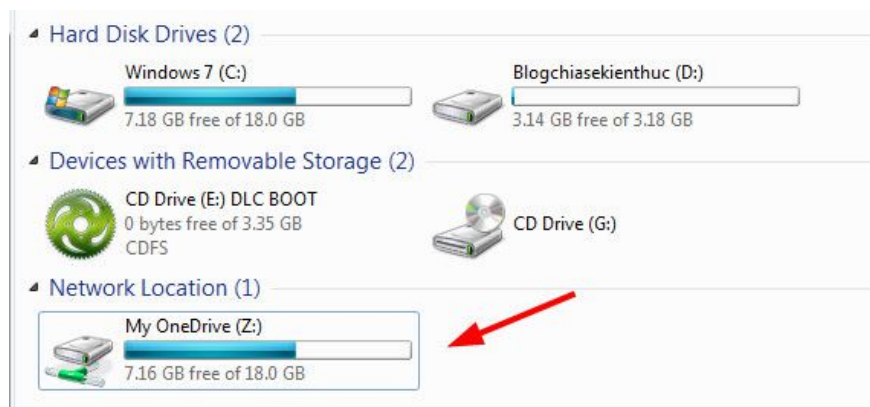 Hard Disk Drives (2)
Windows 7 (C:)
7.18 GB free of 18.0 GB
Blogchiasekienthuc (D:)
3.14 GB free of 3.18 GB
Devices with Removable Storage (2)
CD Drive (E:) DLC BOOT
0 bytes free of 3.35 GB
CDFS
CD Drive (G:)
Network Location (1)
My OneDrive (Z:)
7.16 GB free of 18.0 GB